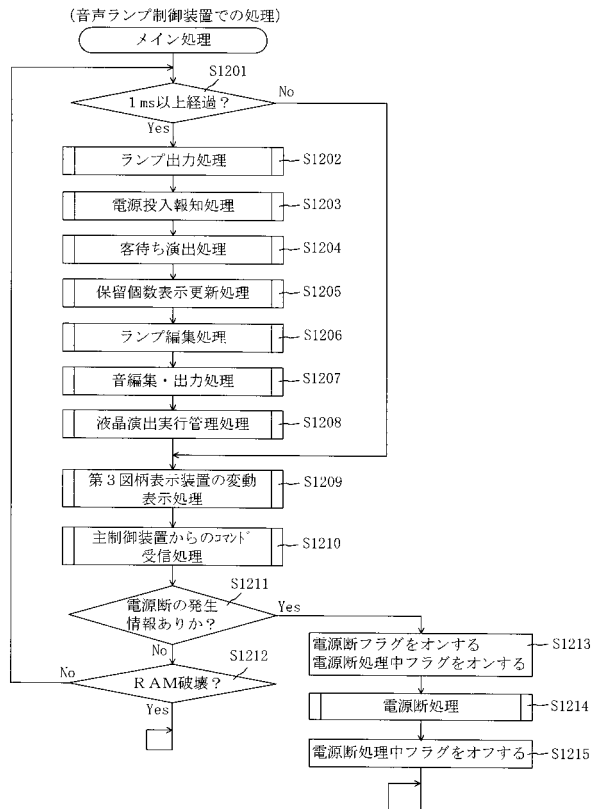 (音声ランプ制御装置での処理)
メイン処理
S1201
1ms以上経過?
No
Yes
ランプ出力処理
S1202
電源投入報知処理
S1203
客待ち演出処理
S1204
保留個数表示更新処理
S1205
ランプ編集処理
S1206
音編集・出力処理
S1207
液晶演出実行管理処理
S1208
第3図柄表示装置の変動
表示処理
S1209
主制御装置からのコマンド
受信処理
S1210
S1211
電源断の発生
情報ありか?
Yes
No
S1212
RAM破壊?
No
Yes
電源断フラグをオンする
電源断処理中フラグをオンする
S1213
電源断処理
S1214
電源断処理中フラグをオフする
S1215